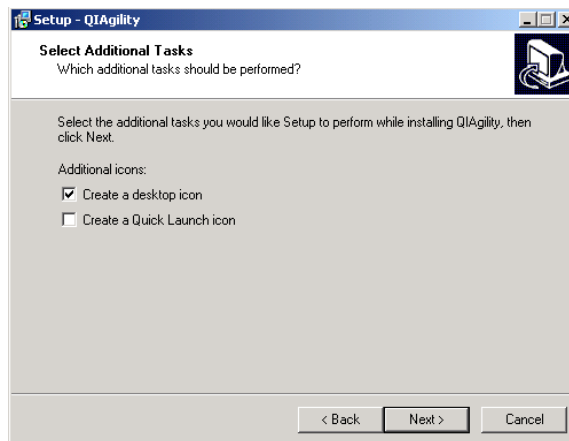 Setup - QIAgility
Select Additional Tasks
Which additional tasks should be performed?
Select the additional tasks you would like Setup to perform while installing QIAgility, then
click Next.
Additional icons:
Create a desktop icon
Create a Quick Launch icon
< Back Next > Cancel